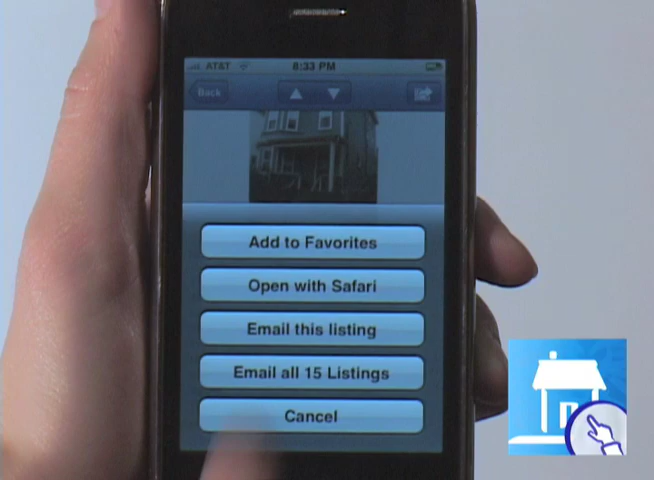 AT&T 8:33 PM
Back
Add to Favorites
Open with Safari
Email this listing
Email all 15 Listings
Cancel